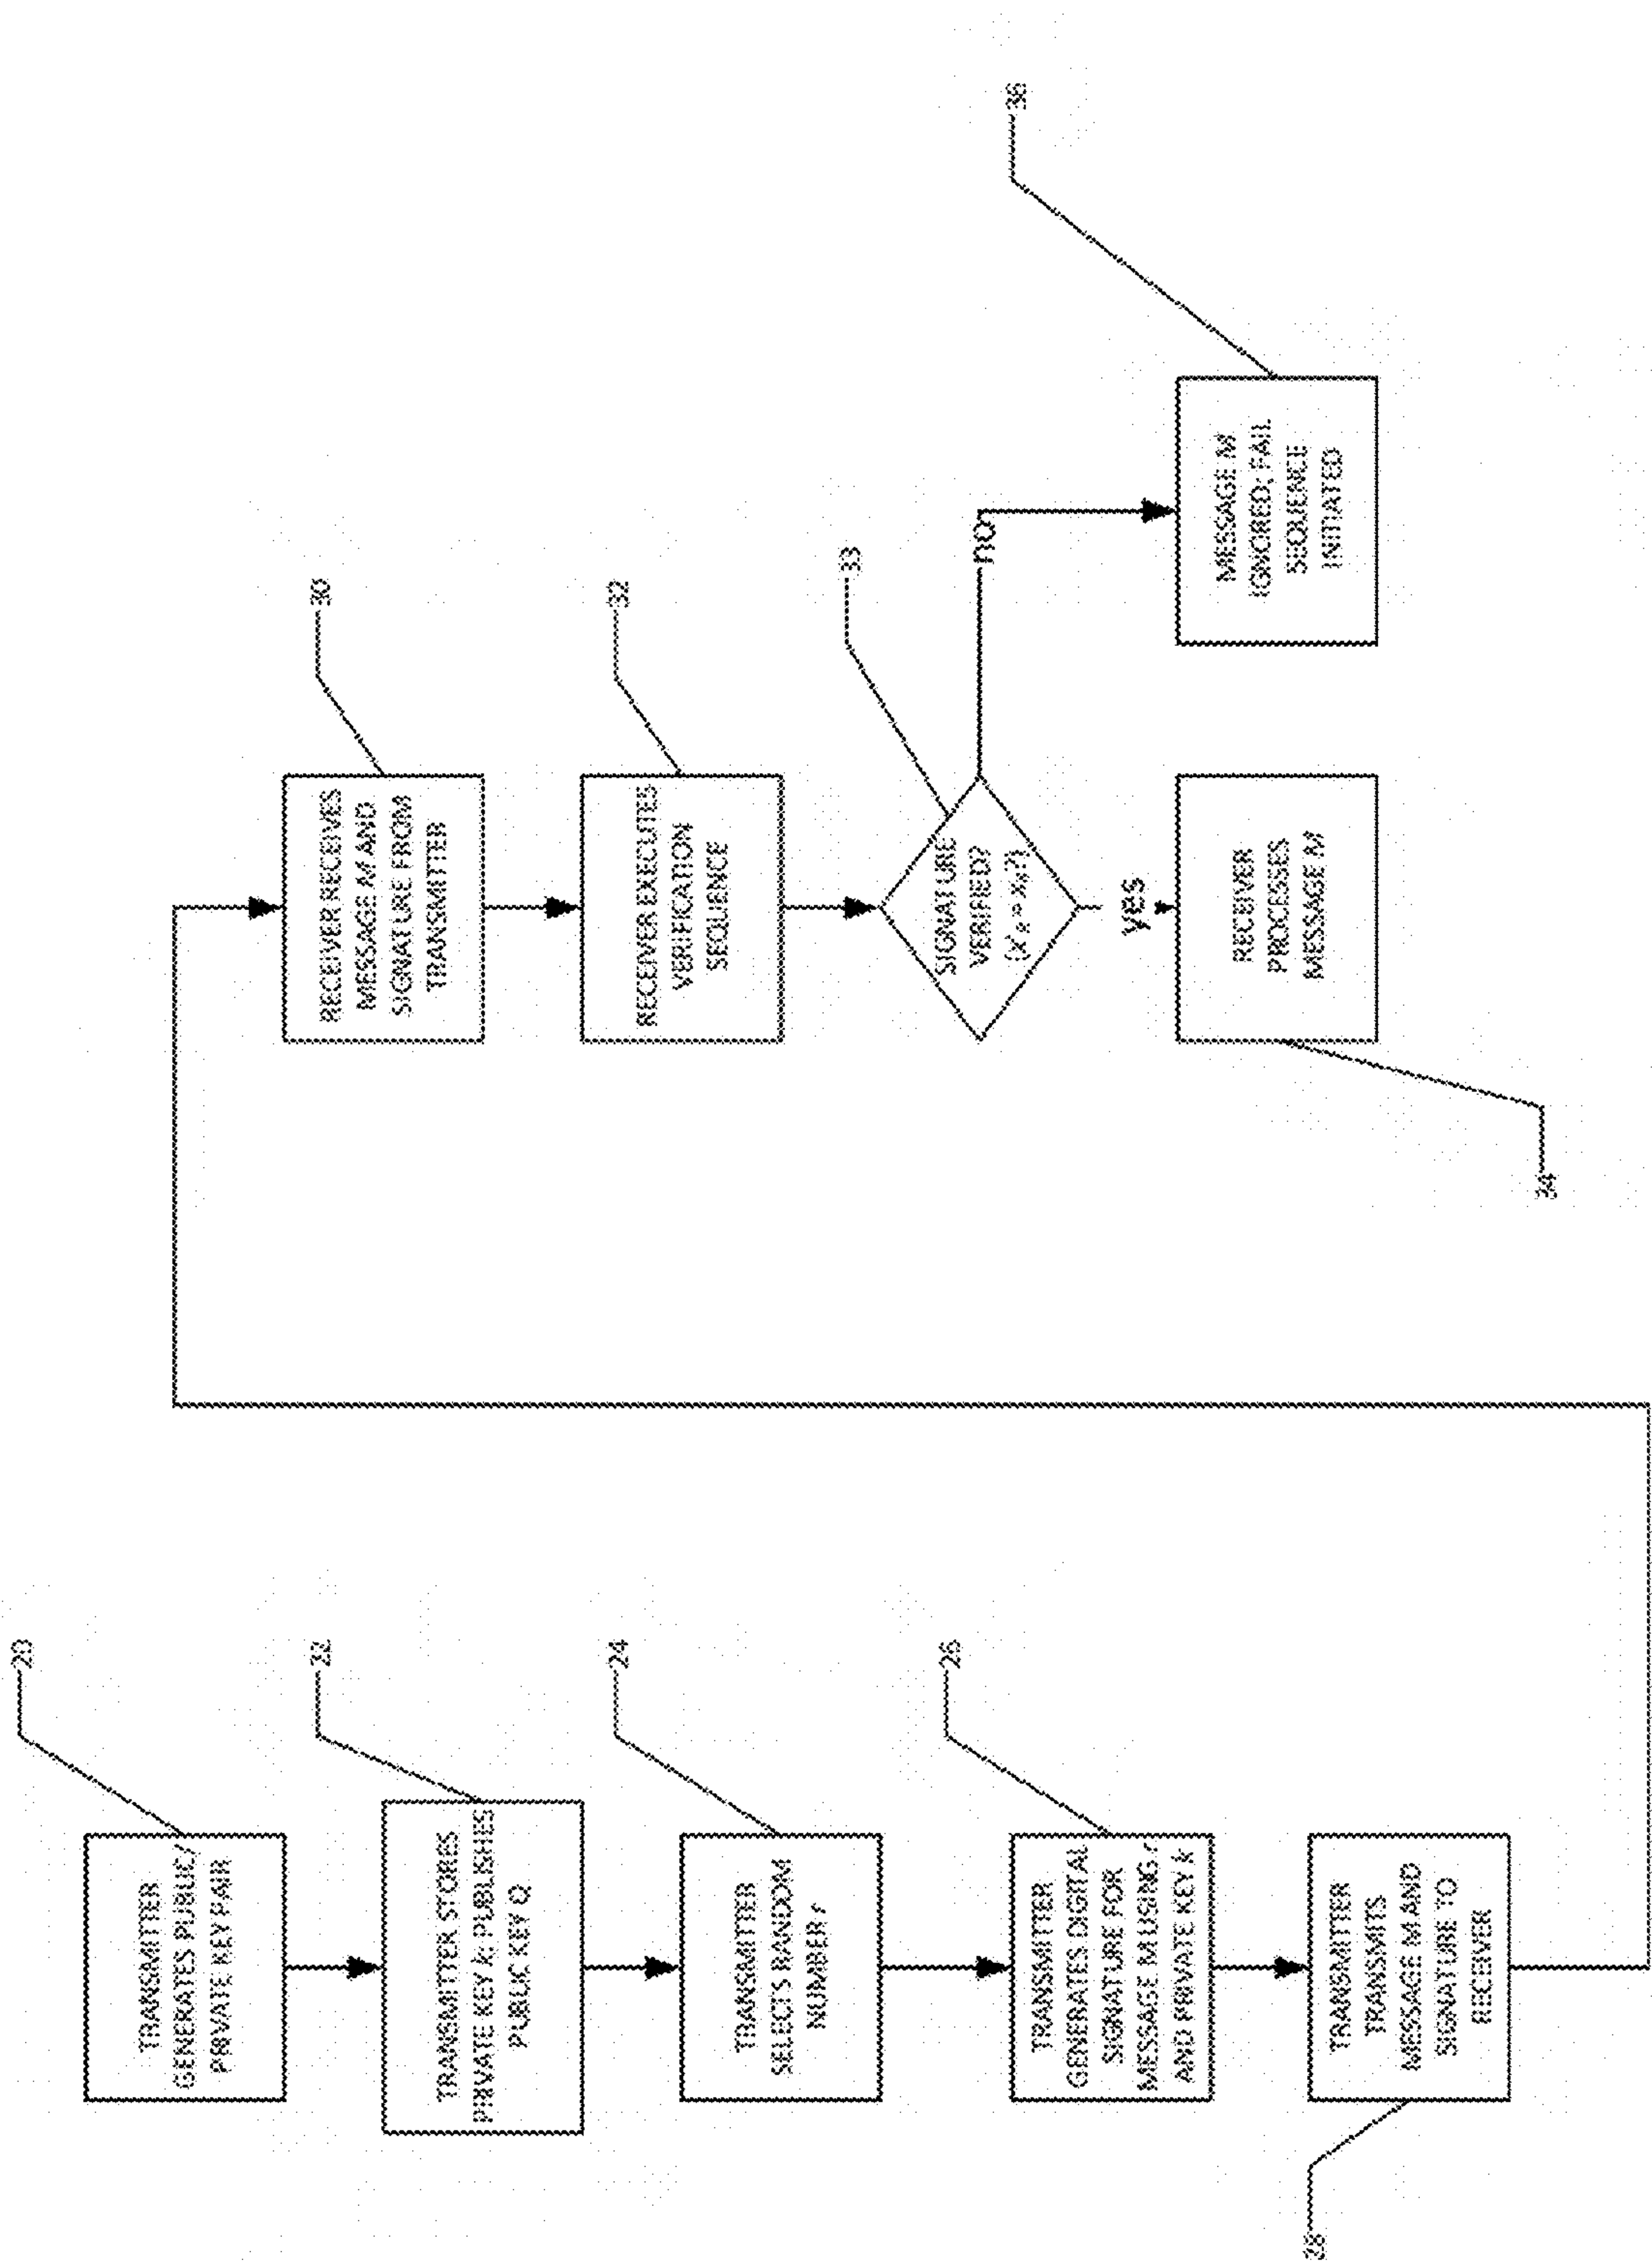 20
TRANSMITTER
GENERATES PUBLIC/
PRIVATE KEY PAIR
22
TRANSMITTER STORES
PRIVATE KEY k; PUBLISHES
PUBLIC KEY Q
24
TRANSMITTER
SELECTS RANDOM
NUMBER r
26
TRANSMITTER
GENERATES DIGITAL
SIGNATURE FOR
MESSAGE M USING r
AND PRIVATE KEY k
28
TRANSMITTER
TRANSMITS
MESSAGE M AND
SIGNATURE TO
RECEIVER
30
RECEIVER RECEIVES
MESSAGE M AND
SIGNATURE FROM
TRANSMITTER
32
RECEIVER EXECUTES
VERIFICATION
SEQUENCE
33
SIGNATURE
VERIFIED?
no
yes
RECEIVER
PROCESSES
MESSAGE M
34
MESSAGE M
IGNORED; FAIL
SEQUENCE
INITIATED
36